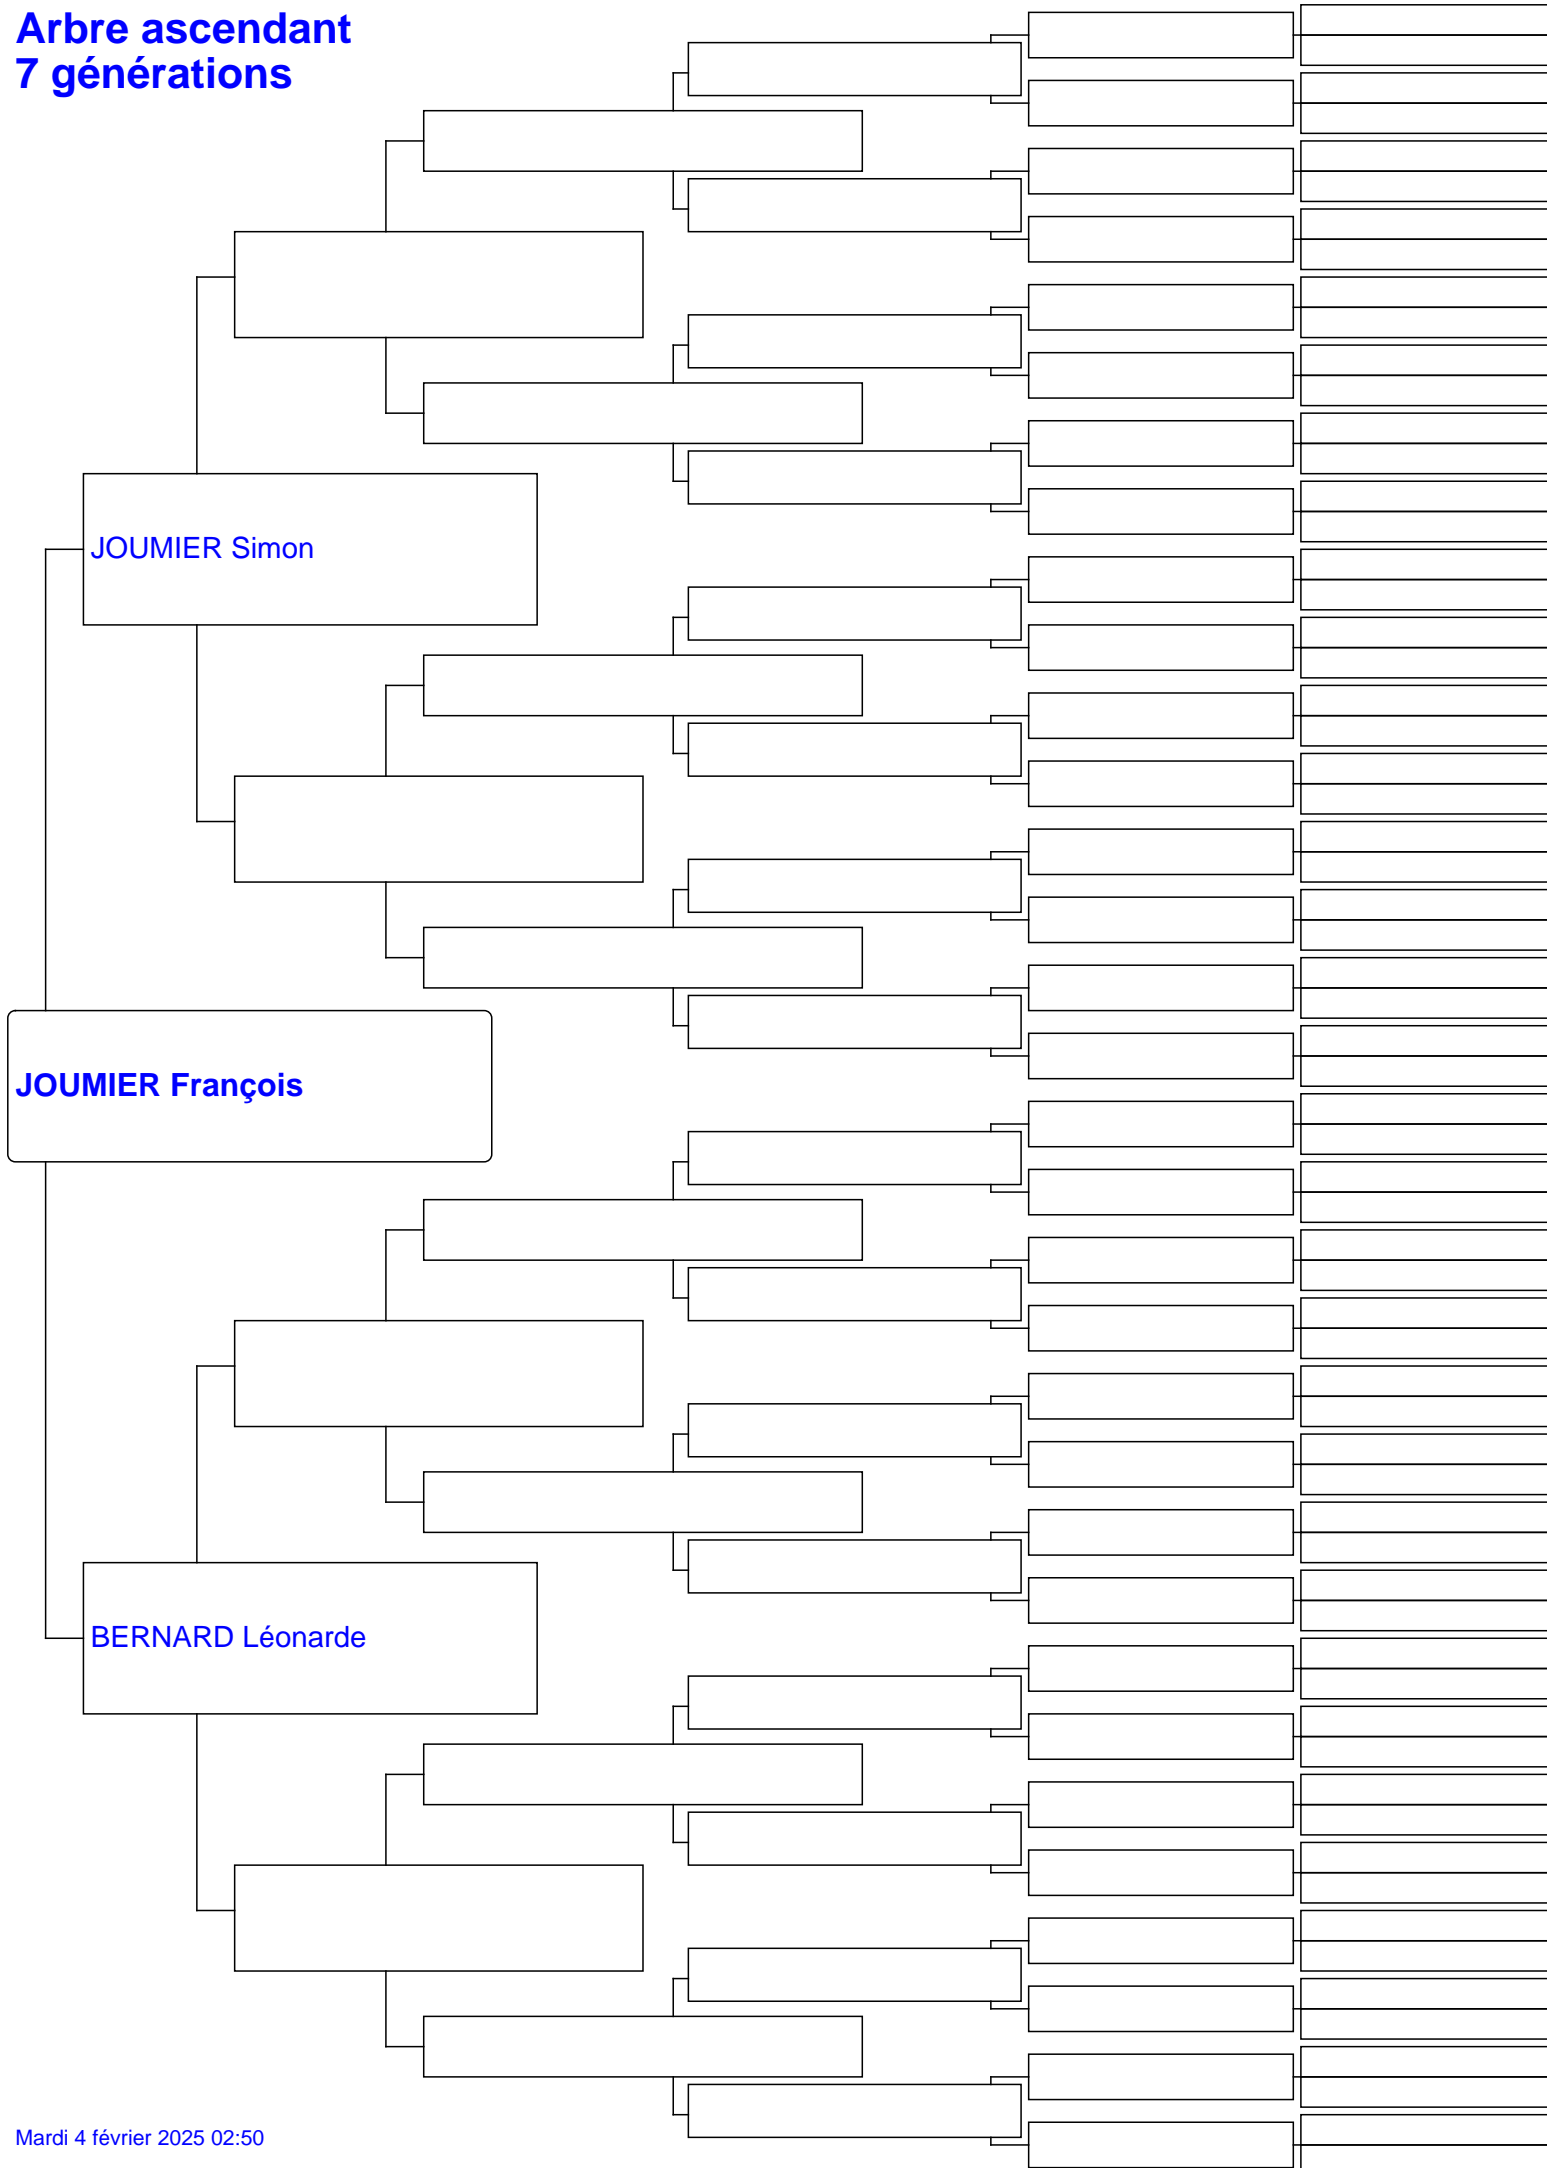 Arbre ascendant
7 générations
JOUMIER Simon
JOUMIER François
BERNARD Léonarde
Mardi 4 février 2025 02:50